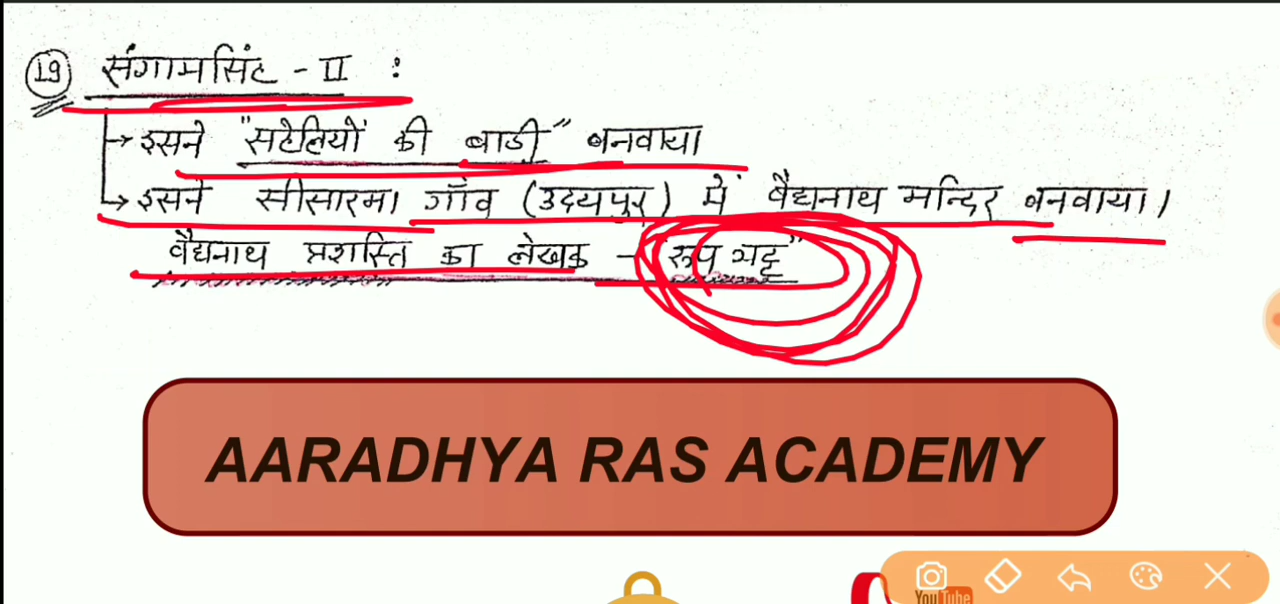 19 संग्रामसिंह - II :
→ इसने "सहेलियों की बाडी" बनवाया
→ इसने सीसारमा गाँव (उदयपुर) में वैद्यनाथ मन्दिर बनवाया।
वैद्यनाथ प्रशस्ति का लेखक - "रूप भट्ट"
AARADHYA RAS ACADEMY
YouTube